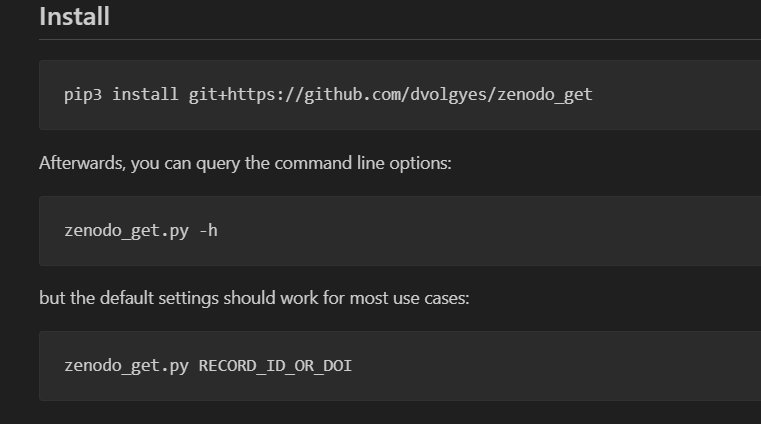 Install
pip3 install git+https://github.com/dvolgyes/zenodo_get
Afterwards, you can query the command line options:
zenodo_get.py -h
but the default settings should work for most use cases:
zenodo_get.py RECORD_ID_OR_DOI